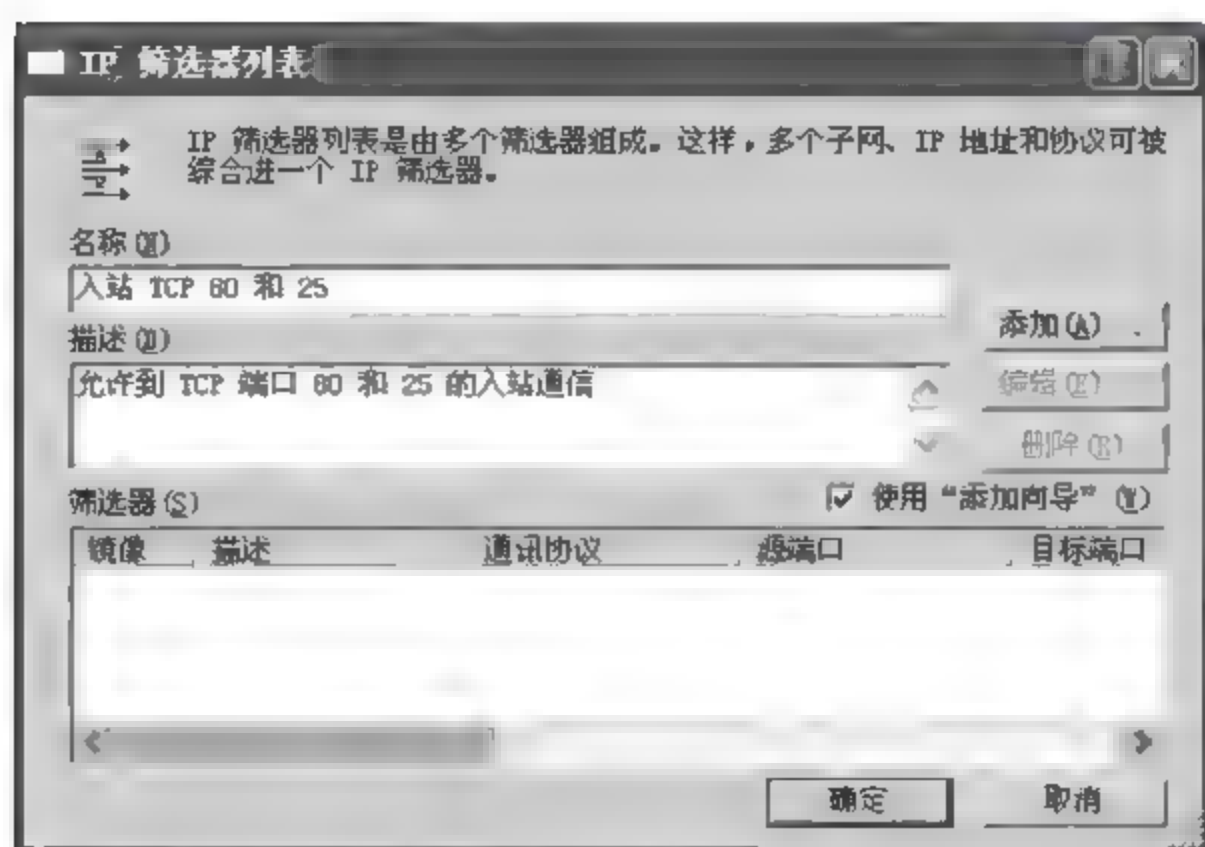 IP 筛选器列表
IP 筛选器列表是由多个筛选器组成。这样，多个子网、IP 地址和协议可被
综合进一个 IP 筛选器。
名称(N)
入站 TCP 80 和 25
添加(A)
描述(D)
允许到 TCP 端口 80 和 25 的入站通信
编辑(E)
删除(R)
筛选器(S)
使用“添加向导”(W)
镜像 描述 通讯协议 源端口 目标端口
确定 取消